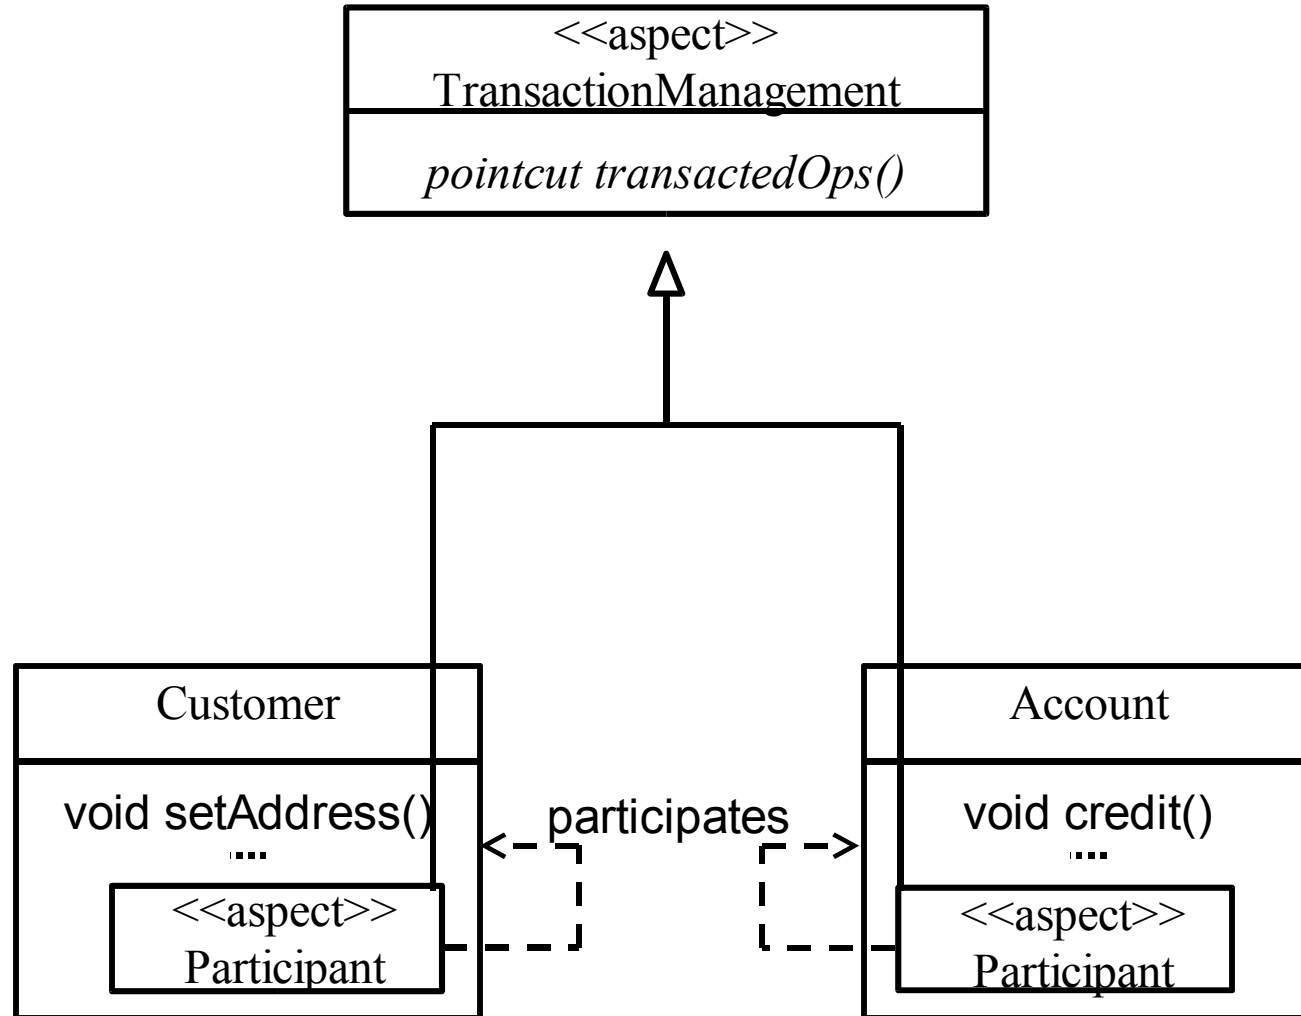 <<aspect>>
TransactionManagement
pointcut transactedOps()
Customer
void setAddress()
....
<<aspect>>
Participant
participates
Account
void credit()
....
<<aspect>>
Participant